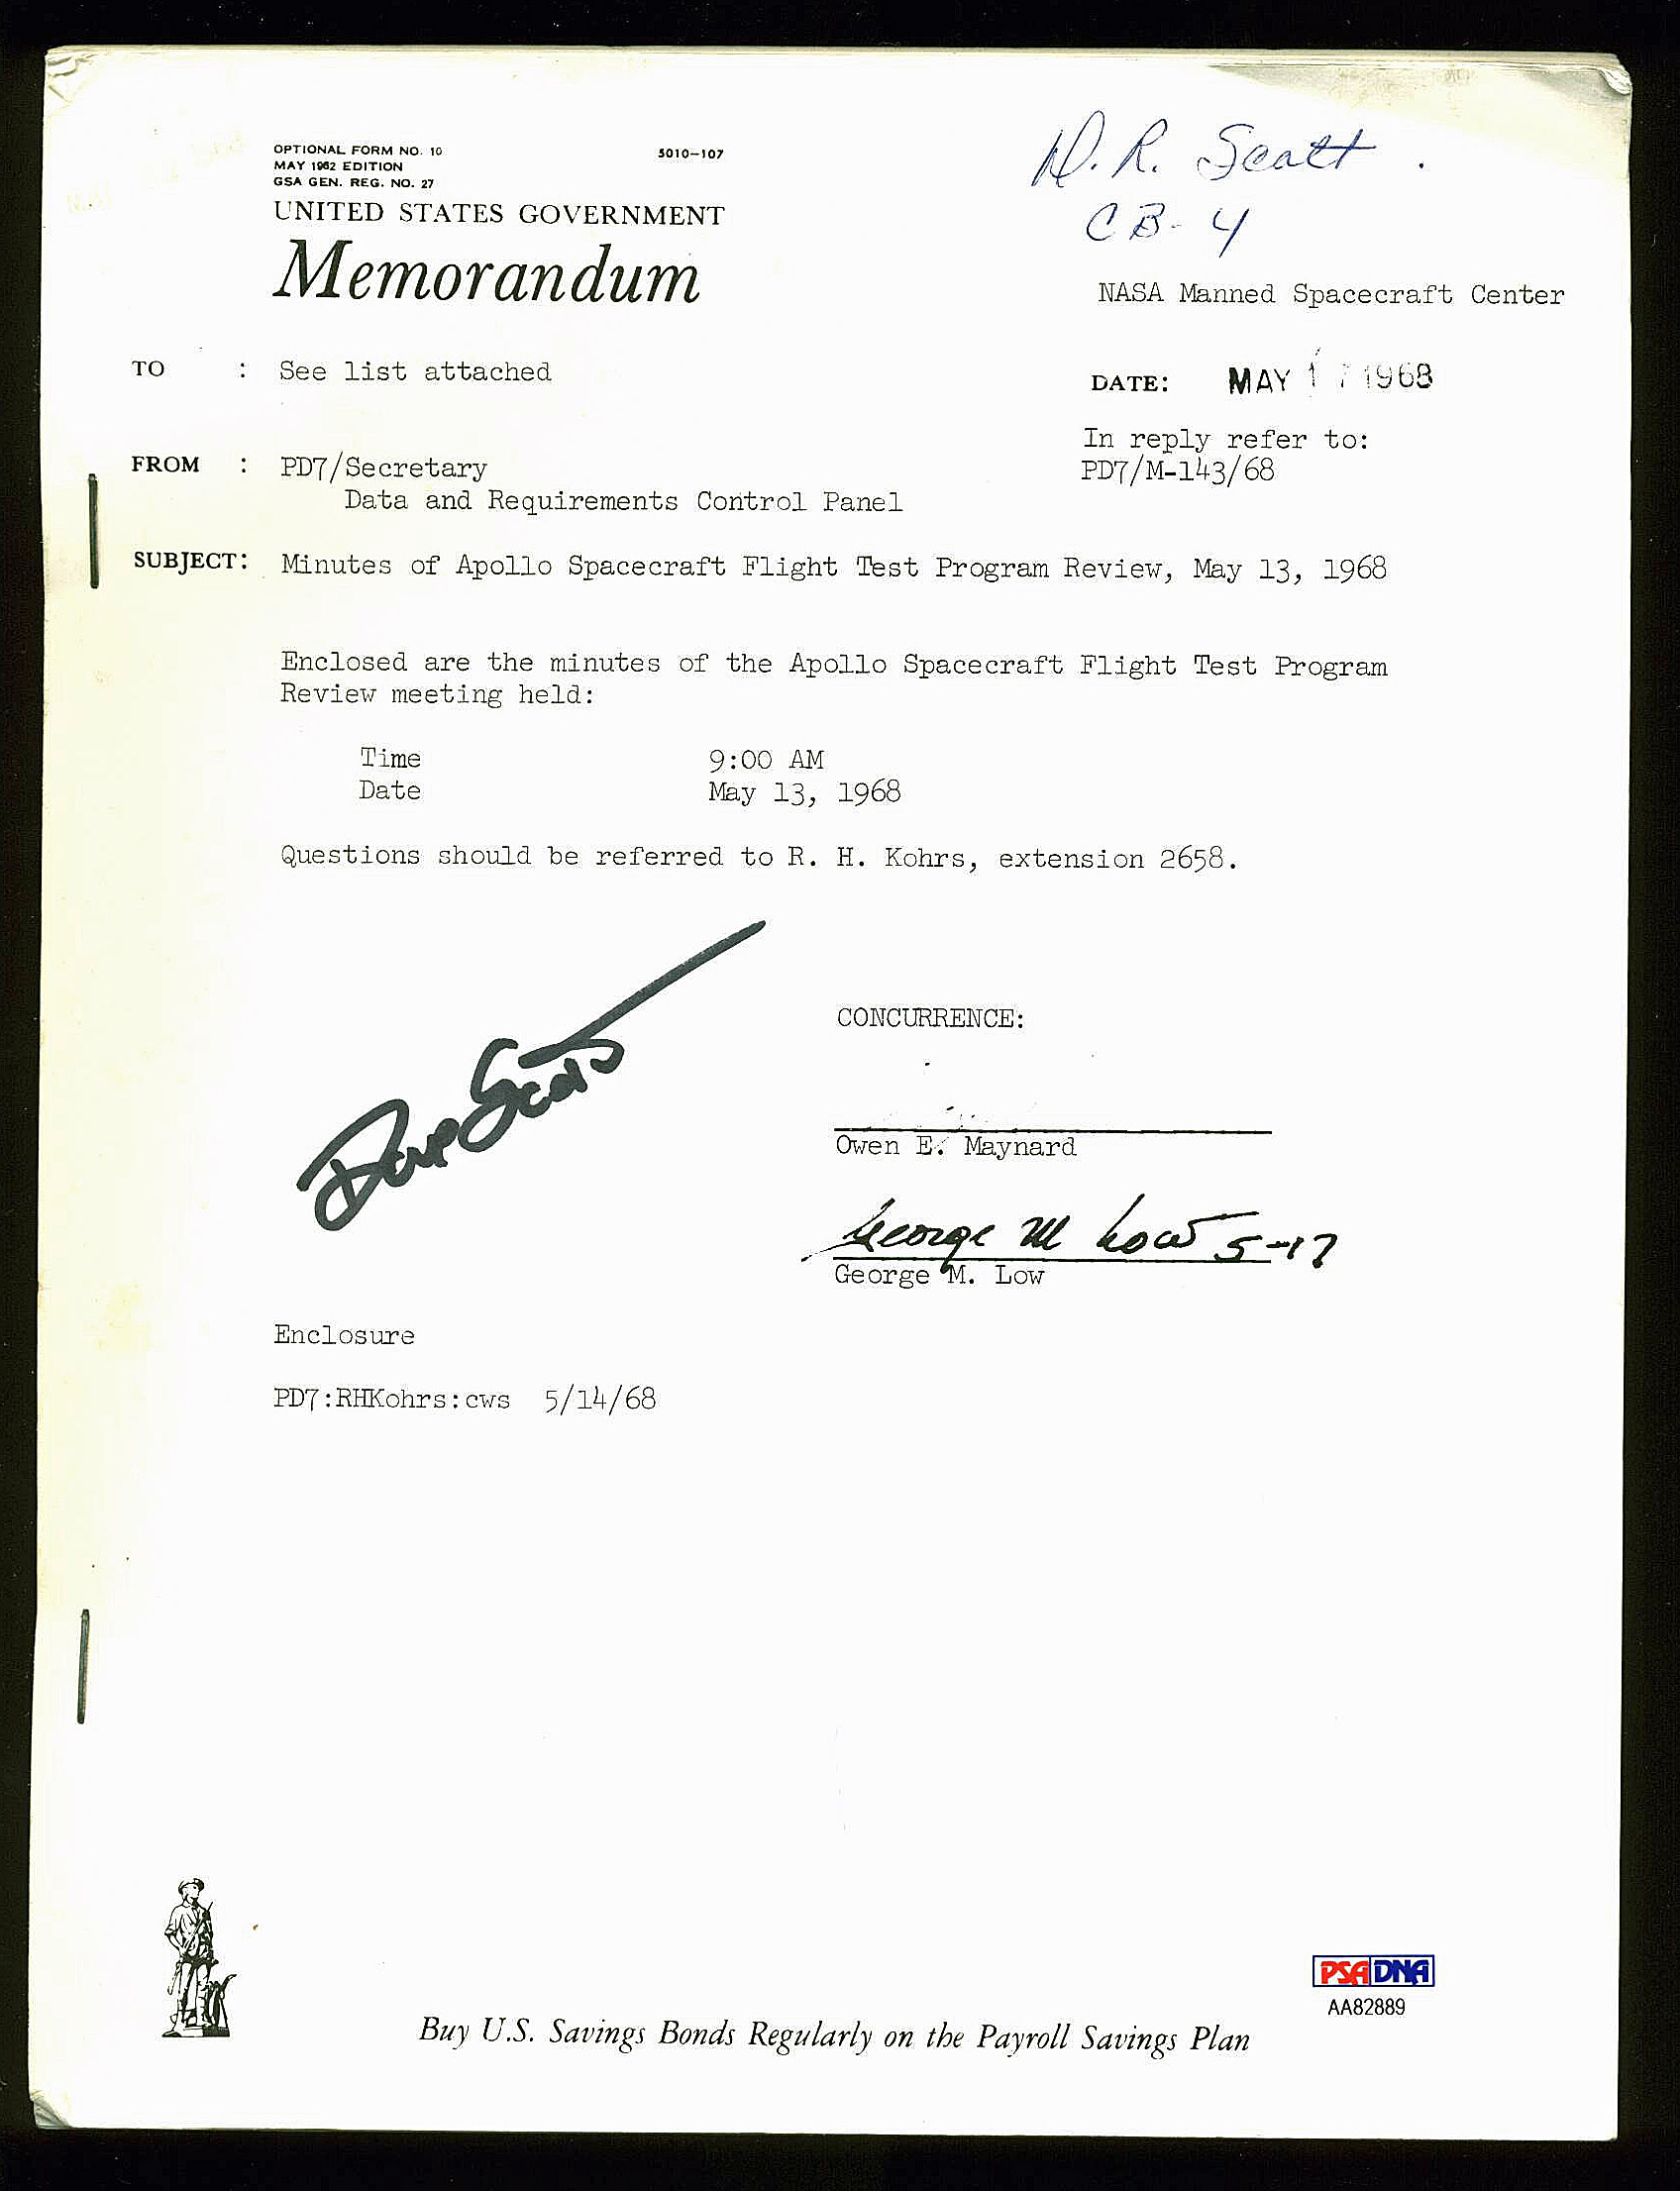 OPTIONAL FORM NO. 10
MAY 1962 EDITION
GSA GEN. REG. NO. 27
5010-107
UNITED STATES GOVERNMENT
Memorandum
D. R. Scott
CB-4
NASA Manned Spacecraft Center
TO : See list attached
DATE: MAY 17 1968
In reply refer to:
PD7/M-143/68
FROM : PD7/Secretary
Data and Requirements Control Panel
SUBJECT: Minutes of Apollo Spacecraft Flight Test Program Review, May 13, 1968
Enclosed are the minutes of the Apollo Spacecraft Flight Test Program
Review meeting held:
Time 9:00 AM
Date May 13, 1968
Questions should be referred to R. H. Kohrs, extension 2658.
Dave Scott
CONCURRENCE:
Owen E. Maynard
George M Low 5-17
George M. Low
Enclosure
PD7:RHKohrs:cws 5/14/68
PSA DNA
AA82889
Buy U.S. Savings Bonds Regularly on the Payroll Savings Plan